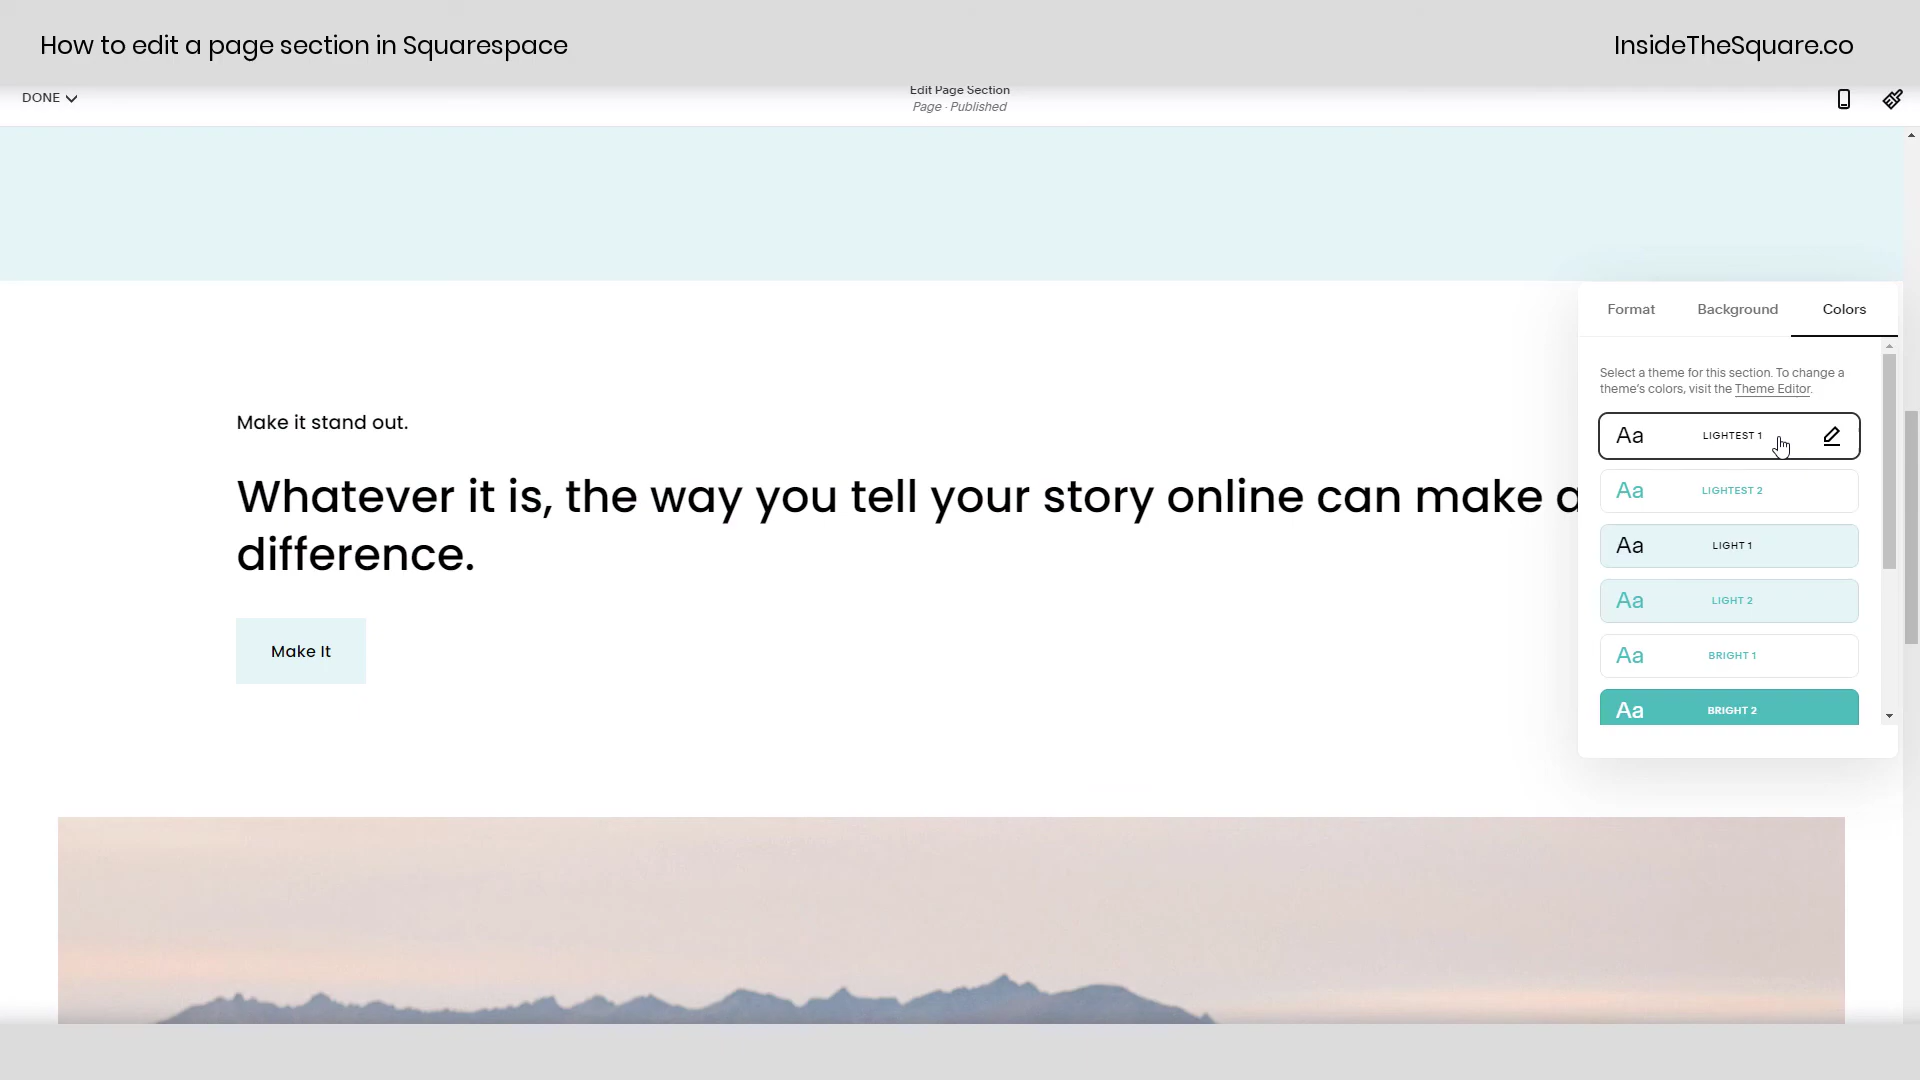 How to edit a page section in Squarespace
InsideTheSquare.co
DONE
Edit Page Section
Page · Published
Format
Background
Colors
Select a theme for this section. To change a
theme's colors, visit the Theme Editor.
Aa LIGHTEST 1
Aa LIGHTEST 2
Aa LIGHT 1
Aa LIGHT 2
Aa BRIGHT 1
Aa BRIGHT 2
Make it stand out.
Whatever it is, the way you tell your story online can make a
difference.
Make It